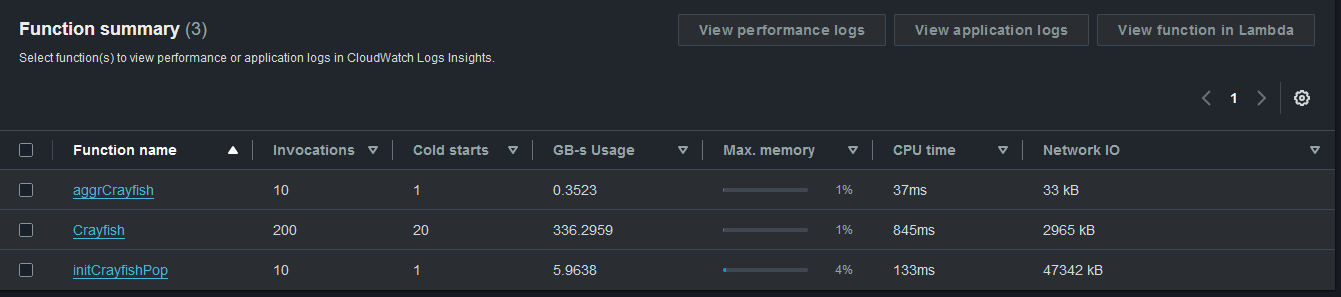 Function summary (3)
View performance logs
View application logs
View function in Lambda
Select function(s) to view performance or application logs in CloudWatch Logs Insights.
1
Function name Invocations Cold starts GB-s Usage Max. memory CPU time Network IO
aggrCrayfish 10 1 0.3523 1% 37ms 33 kB
Crayfish 200 20 336.2959 1% 845ms 2965 kB
initCrayfishPop 10 1 5.9638 4% 133ms 47342 kB